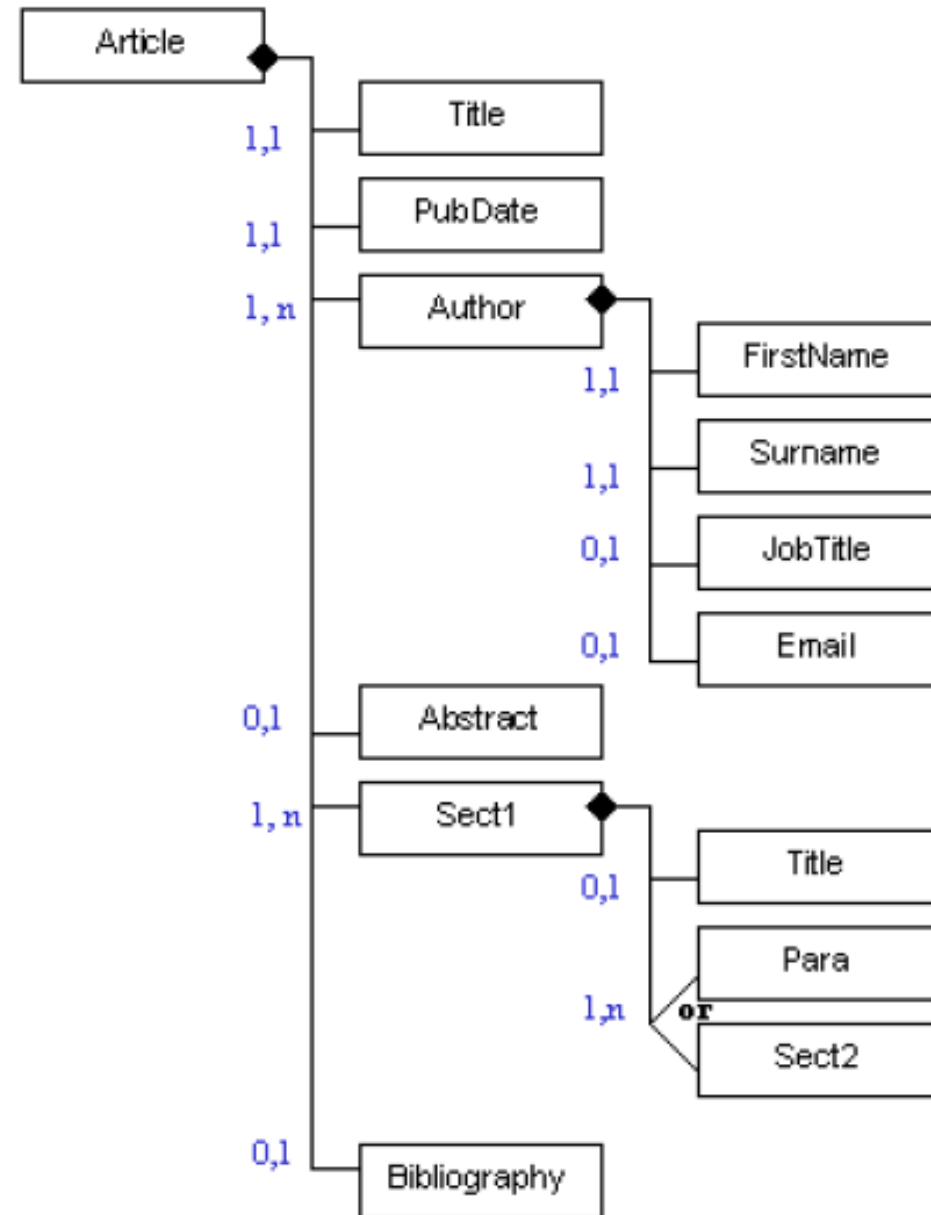 Article
1,1 Title
1,1 PubDate
1, n Author
1,1 FirstName
1,1 Surname
0,1 JobTitle
0,1 Email
0,1 Abstract
1, n Sect1
0,1 Title
Para
1,n or
Sect2
0,1 Bibliography